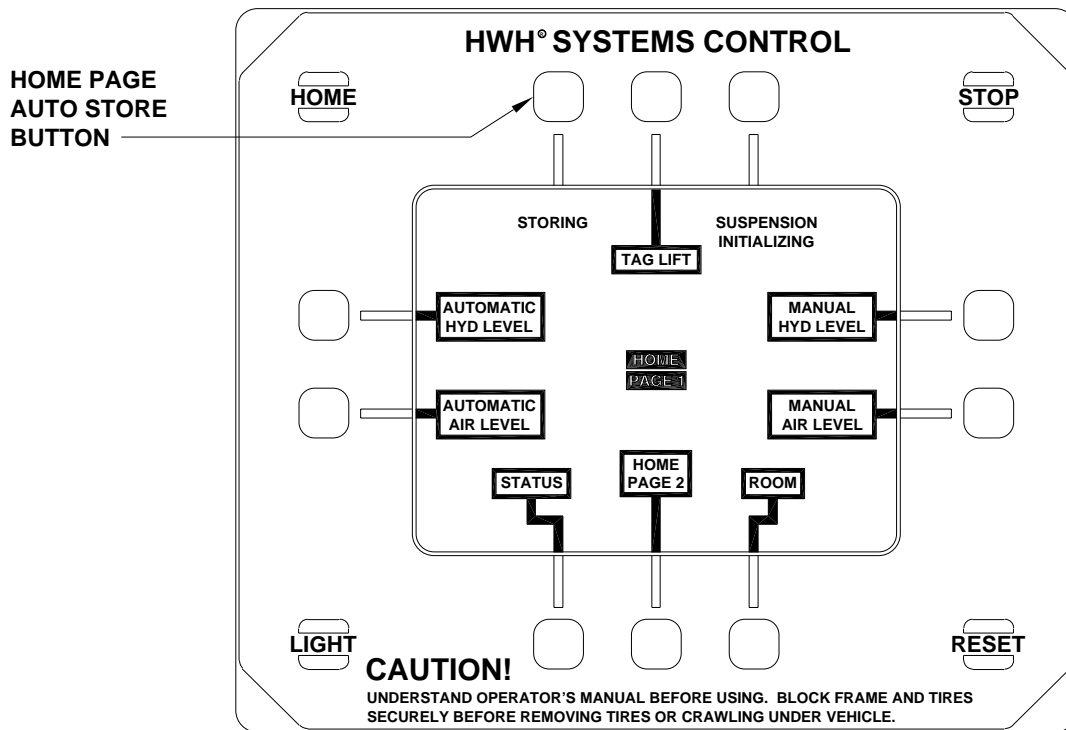 HWH® SYSTEMS CONTROL
HOME PAGE
AUTO STORE
BUTTON
HOME
STOP
STORING
SUSPENSION
INITIALIZING
TAG LIFT
AUTOMATIC
HYD LEVEL
MANUAL
HYD LEVEL
HOME
PAGE 1
AUTOMATIC
AIR LEVEL
MANUAL
AIR LEVEL
STATUS
HOME
PAGE 2
ROOM
LIGHT
RESET
CAUTION!
UNDERSTAND OPERATOR'S MANUAL BEFORE USING.  BLOCK FRAME AND TIRES
SECURELY BEFORE REMOVING TIRES OR CRAWLING UNDER VEHICLE.